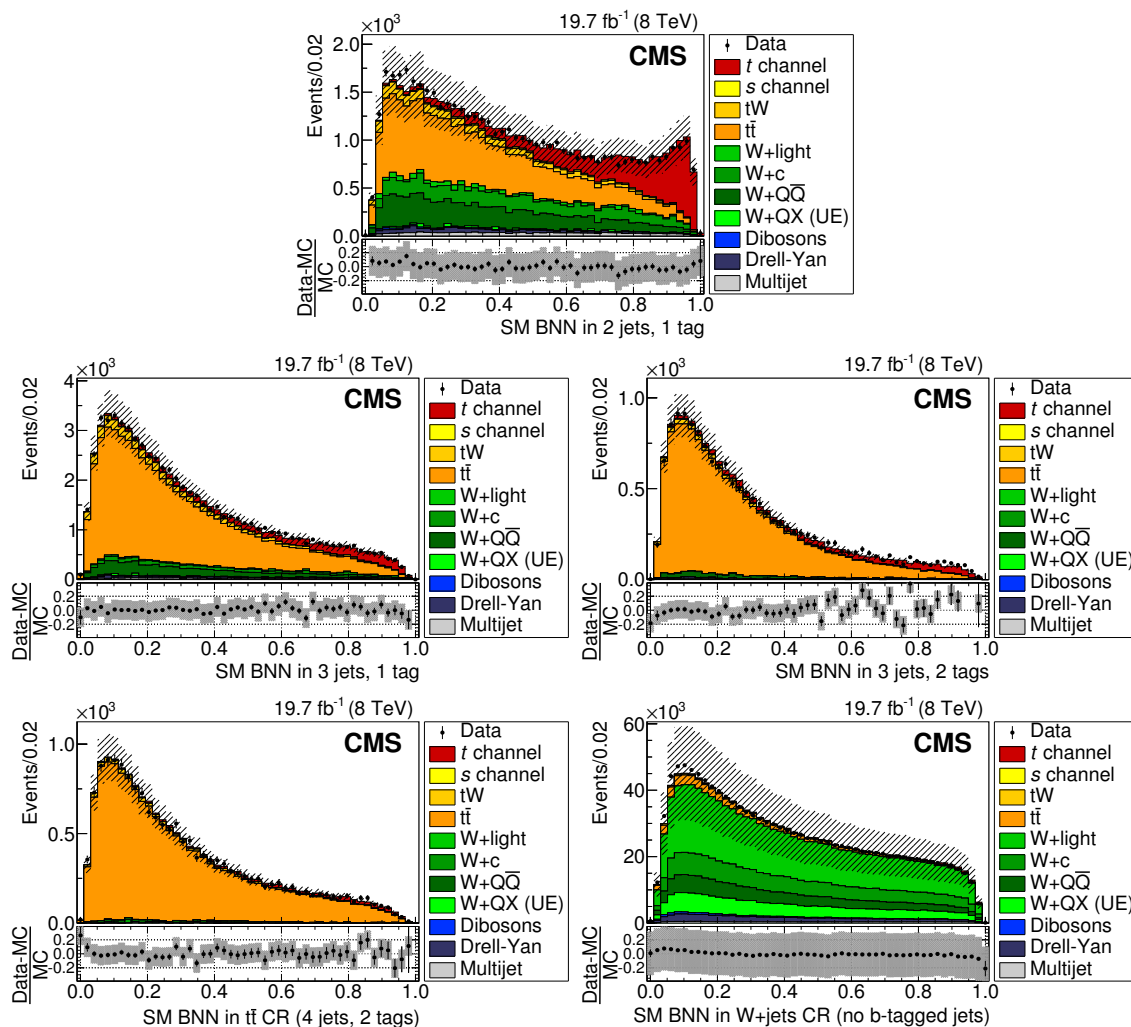 19.7 fb⁻¹ (8 TeV)
×10³
CMS
Events/0.02
2.0
1.5
1.0
0.5
0.0
Data
t channel
s channel
tW
tt̄
W+light
W+c
W+QQ̄
W+QX (UE)
Dibosons
Drell-Yan
Multijet
Data-MC
MC
0.2
0.0
-0.2
0.0 0.2 0.4 0.6 0.8 1.0
SM BNN in 2 jets, 1 tag
19.7 fb⁻¹ (8 TeV)
×10³
CMS
Events/0.02
4
3
2
1
0
Data
t channel
s channel
tW
tt̄
W+light
W+c
W+QQ̄
W+QX (UE)
Dibosons
Drell-Yan
Multijet
Data-MC
MC
0.2
0.0
-0.2
0.0 0.2 0.4 0.6 0.8 1.0
SM BNN in 3 jets, 1 tag
19.7 fb⁻¹ (8 TeV)
×10³
CMS
Events/0.02
1.0
0.5
0.0
Data
t channel
s channel
tW
tt̄
W+light
W+c
W+QQ̄
W+QX (UE)
Dibosons
Drell-Yan
Multijet
Data-MC
MC
0.2
0.0
-0.2
0.0 0.2 0.4 0.6 0.8 1.0
SM BNN in 3 jets, 2 tags
19.7 fb⁻¹ (8 TeV)
×10³
CMS
Events/0.02
1.0
0.5
0.0
Data
t channel
s channel
tW
tt̄
W+light
W+c
W+QQ̄
W+QX (UE)
Dibosons
Drell-Yan
Multijet
Data-MC
MC
0.2
0.0
-0.2
0.0 0.2 0.4 0.6 0.8 1.0
SM BNN in tt̄ CR (4 jets, 2 tags)
19.7 fb⁻¹ (8 TeV)
×10³
CMS
Events/0.02
60
40
20
0
Data
t channel
s channel
tW
tt̄
W+light
W+c
W+QQ̄
W+QX (UE)
Dibosons
Drell-Yan
Multijet
Data-MC
MC
0.2
0.0
-0.2
0.0 0.2 0.4 0.6 0.8 1.0
SM BNN in W+jets CR (no b-tagged jets)